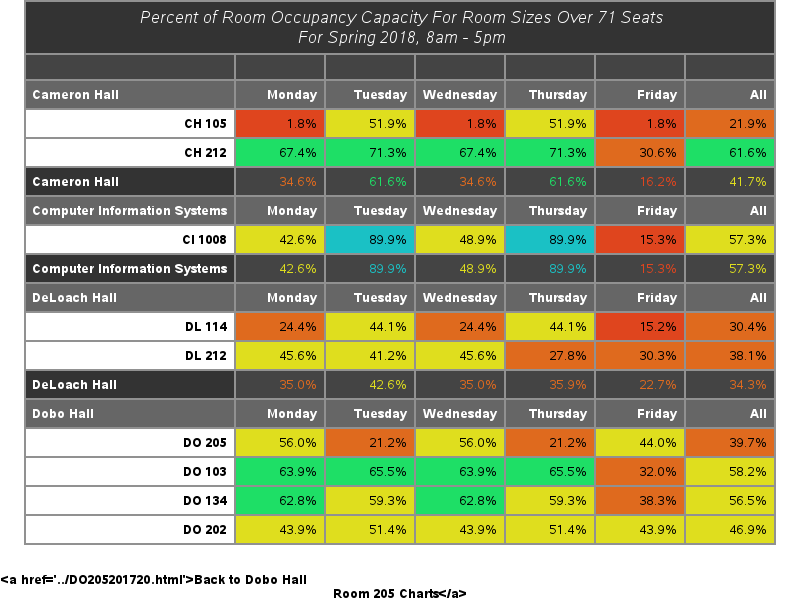 Percent of Room Occupancy Capacity For Room Sizes Over 71 Seats
For Spring 2018, 8am - 5pm
Cameron Hall Monday Tuesday Wednesday Thursday Friday All
CH 105 1.8% 51.9% 1.8% 51.9% 1.8% 21.9%
CH 212 67.4% 71.3% 67.4% 71.3% 30.6% 61.6%
Cameron Hall 34.6% 61.6% 34.6% 61.6% 16.2% 41.7%
Computer Information Systems Monday Tuesday Wednesday Thursday Friday All
CI 1008 42.6% 89.9% 48.9% 89.9% 15.3% 57.3%
Computer Information Systems 42.6% 89.9% 48.9% 89.9% 15.3% 57.3%
DeLoach Hall Monday Tuesday Wednesday Thursday Friday All
DL 114 24.4% 44.1% 24.4% 44.1% 15.2% 30.4%
DL 212 45.6% 41.2% 45.6% 27.8% 30.3% 38.1%
DeLoach Hall 35.0% 42.6% 35.0% 35.9% 22.7% 34.3%
Dobo Hall Monday Tuesday Wednesday Thursday Friday All
DO 205 56.0% 21.2% 56.0% 21.2% 44.0% 39.7%
DO 103 63.9% 65.5% 63.9% 65.5% 32.0% 58.2%
DO 134 62.8% 59.3% 62.8% 59.3% 38.3% 56.5%
DO 202 43.9% 51.4% 43.9% 51.4% 43.9% 46.9%
<a href='../DO205201720.html'>Back to Dobo Hall
Room 205 Charts</a>